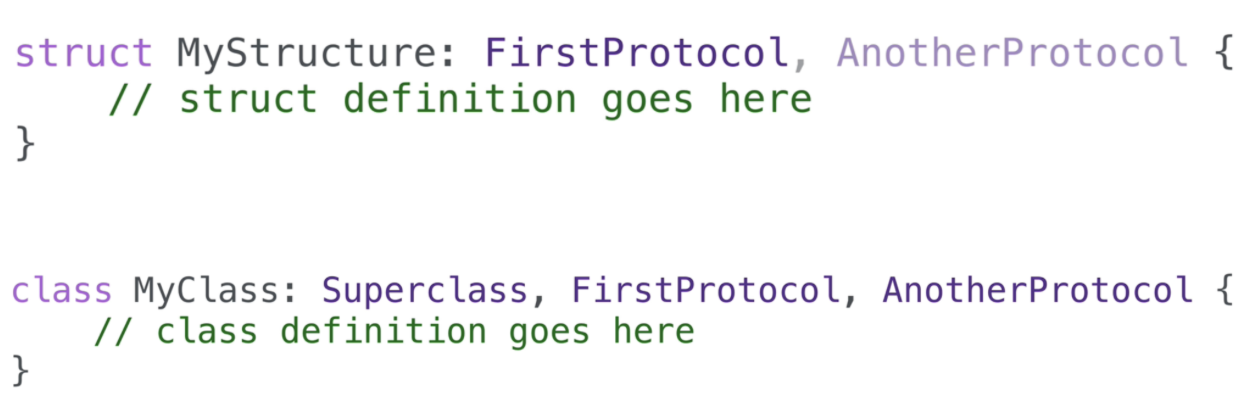 struct MyStructure: FirstProtocol, AnotherProtocol {
    // struct definition goes here
}
class MyClass: Superclass, FirstProtocol, AnotherProtocol {
    // class definition goes here
}